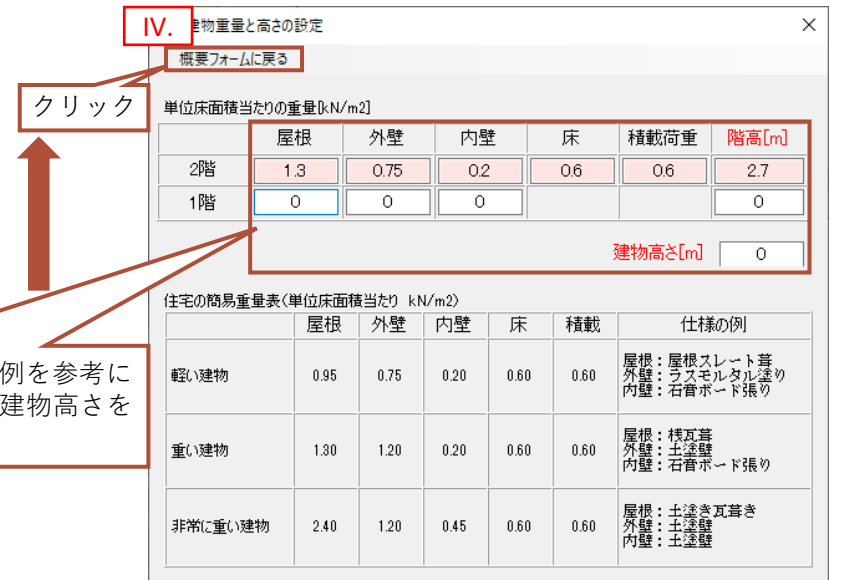 IV.
建物重量と高さの設定
×
概要フォームに戻る
クリック
単位床面積当たりの重量[kN/m2]
屋根 外壁 内壁 床 積載荷重 階高[m]
2階 1.3 0.75 0.2 0.6 0.6 2.7
1階 0 0 0 0
建物高さ[m] 0
例を参考に
建物高さを
住宅の簡易重量表(単位床面積当たり kN/m2)
屋根 外壁 内壁 床 積載 仕様の例
軽い建物 0.95 0.75 0.20 0.60 0.60
屋根：屋根スレート葺
外壁：ラスモルタル塗り
内壁：石膏ボード張り
重い建物 1.30 1.20 0.20 0.60 0.60
屋根：桟瓦葺
外壁：土塗壁
内壁：石膏ボード張り
非常に重い建物 2.40 1.20 0.45 0.60 0.60
屋根：土塗き瓦葺き
外壁：土塗壁
内壁：土塗壁